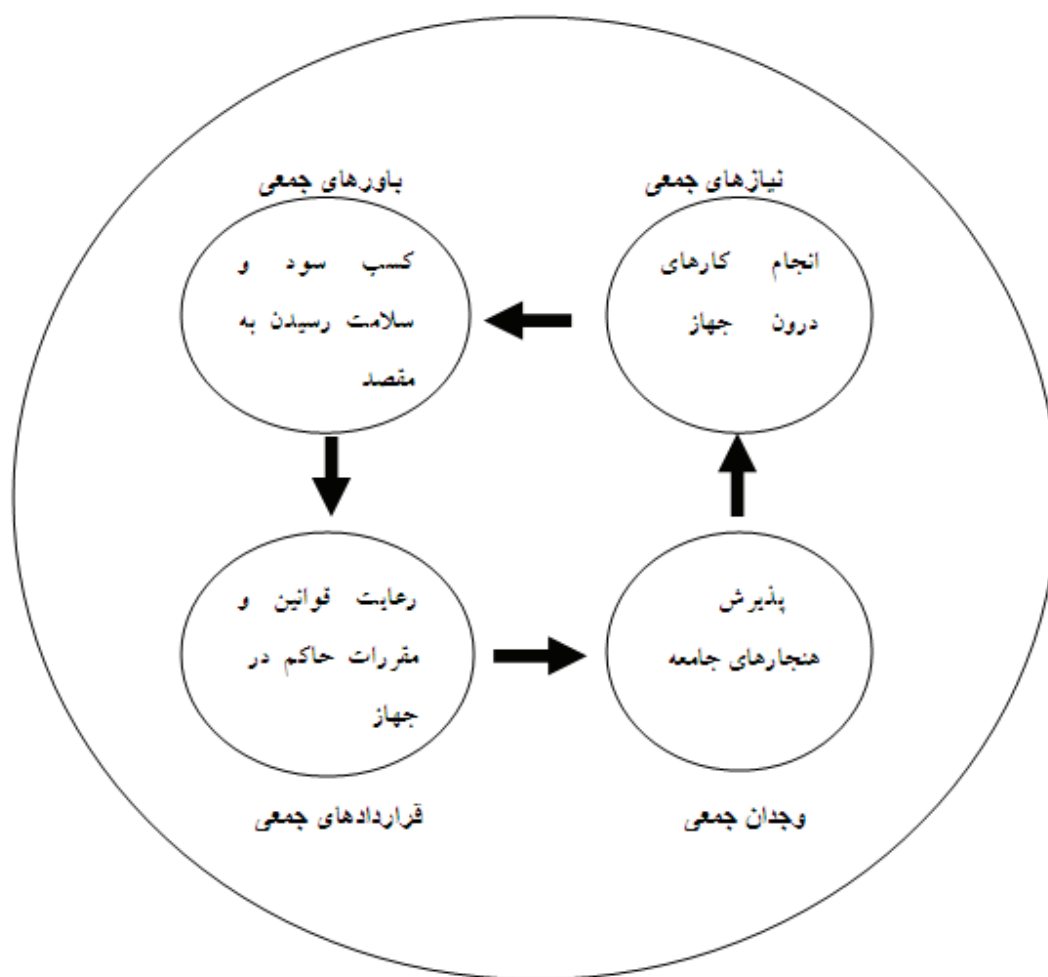 نیازهای جمعی
انجام کارهای
درون جهاز
باورهای جمعی
کسب سود و
سلامت رسیدن به
مقصد
رعایت قوانین و
مقررات حاکم در
جهاز
قراردادهای جمعی
پذیرش
هنجارهای جامعه
وجدان جمعی